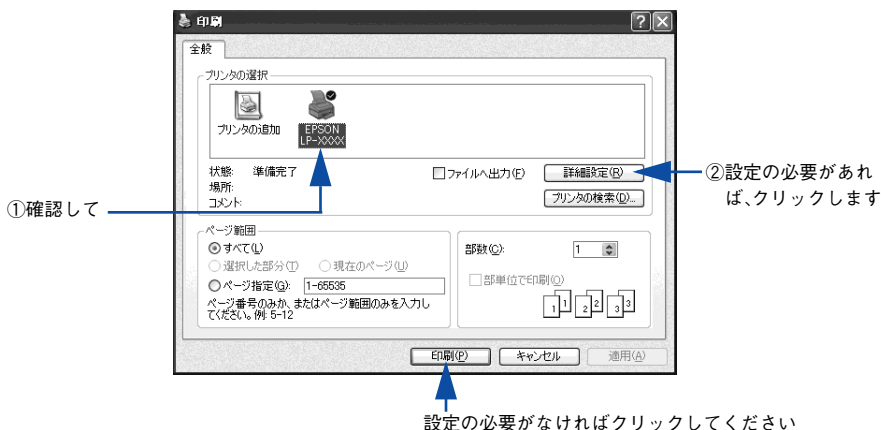 印刷
全般
プリンタの選択
プリンタの追加
EPSON
LP-XXXX
状態: 準備完了
場所:
コメント:
ファイルへ出力(F)
詳細設定(R)
プリンタの検索(D)...
①確認して
②設定の必要があれ
ば、クリックします
ページ範囲
すべて(L)
選択した部分(T) 現在のページ(U)
ページ指定(G): 1-65535
ページ番号のみか、またはページ範囲のみを入力し
てください。例: 5-12
部数(C): 1
部単位で印刷(O)
1 1 2 2 3 3
印刷(P) キャンセル 適用(A)
設定の必要がなければクリックしてください